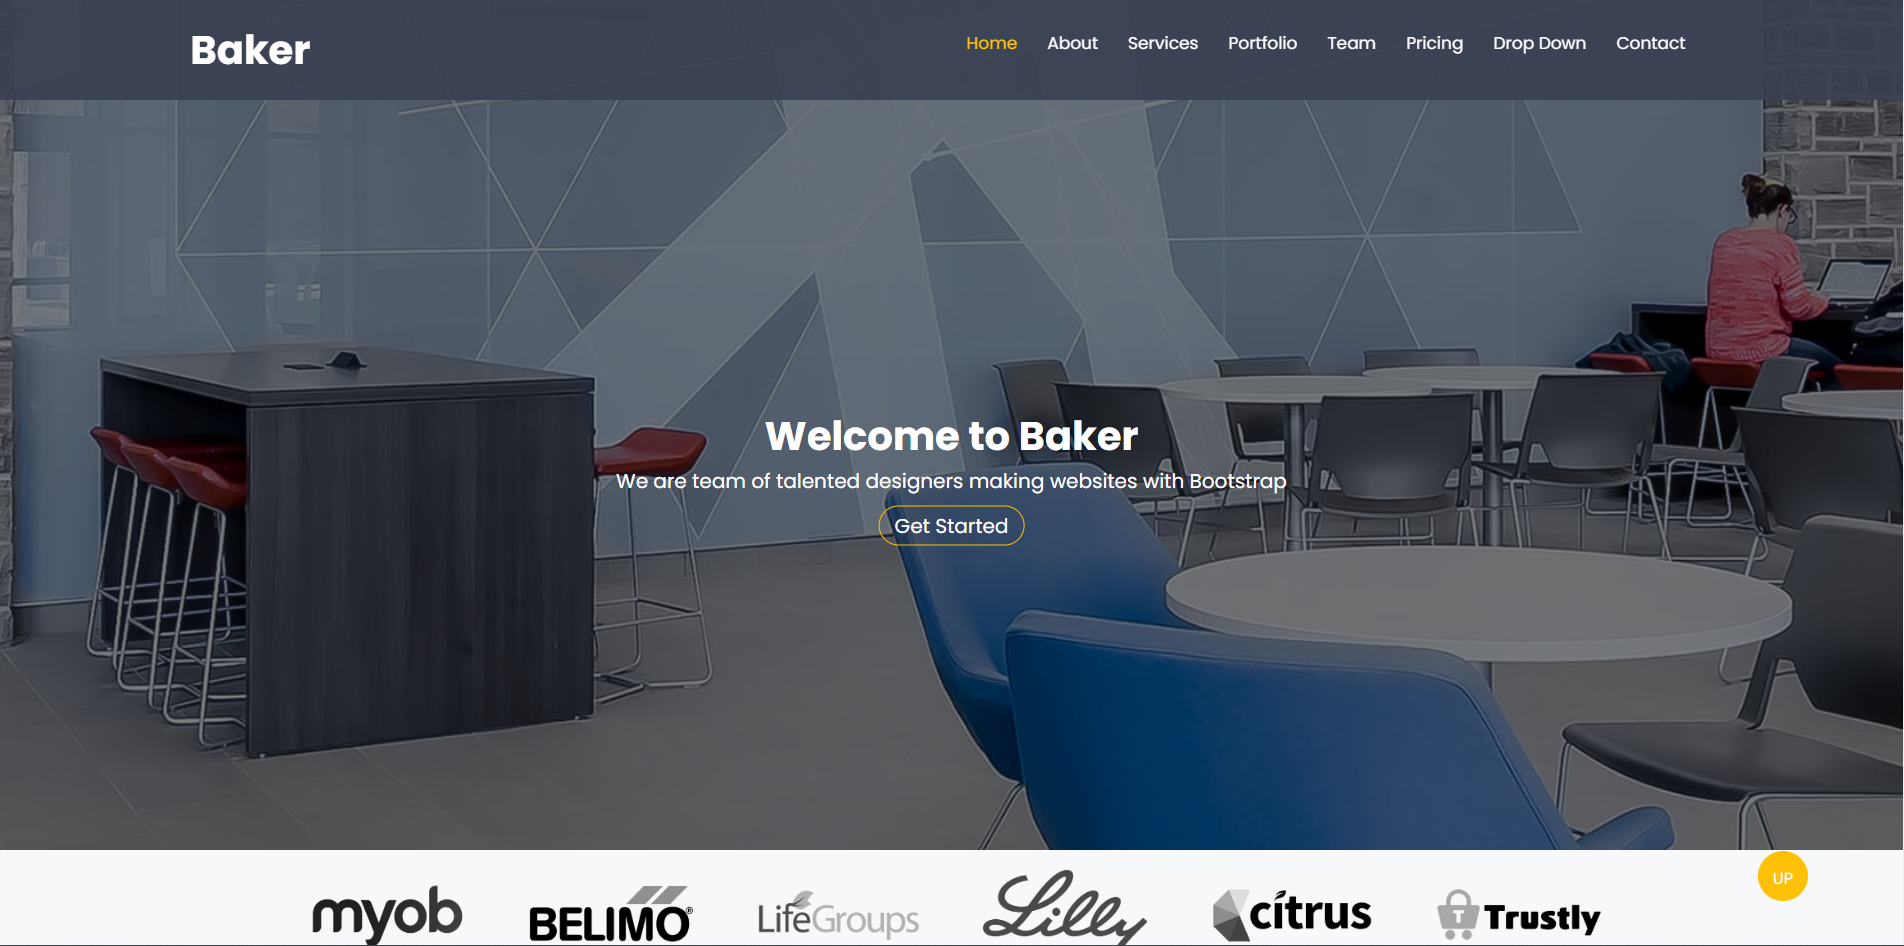 Baker
Home About Services Portfolio Team Pricing Drop Down Contact
Welcome to Baker
We are team of talented designers making websites with Bootstrap
Get Started
UP
myob BELIMO® LifeGroups Lilly citrus T Trustly